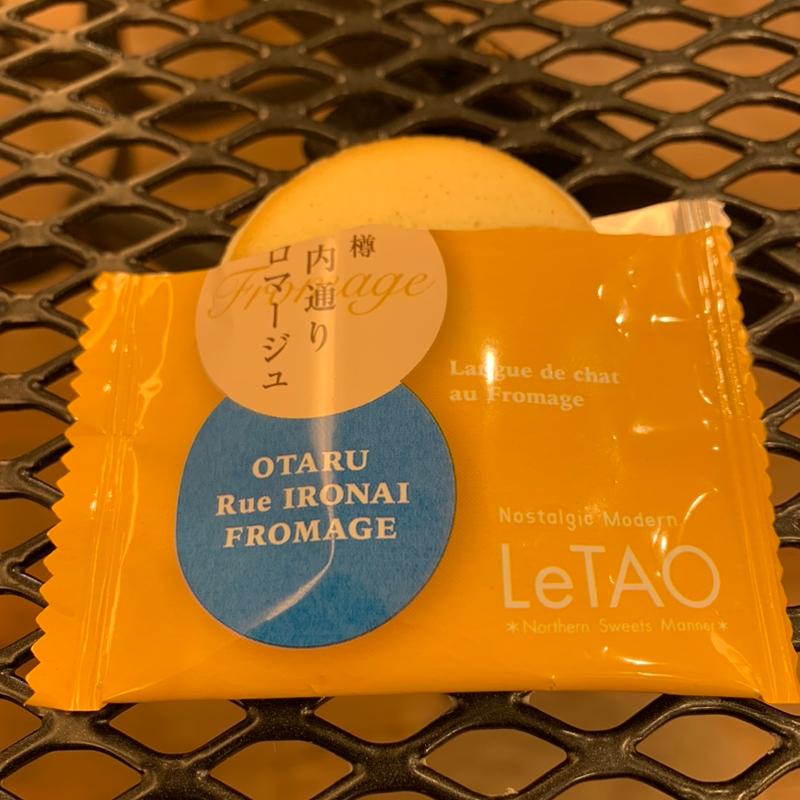 樽
内通り
ロマージュ
Fromage
OTARU
Rue IRONAI
FROMAGE
Langue de chat
au Fromage
Nostalgic Modern
LeTAO
*Northern Sweets Manner*